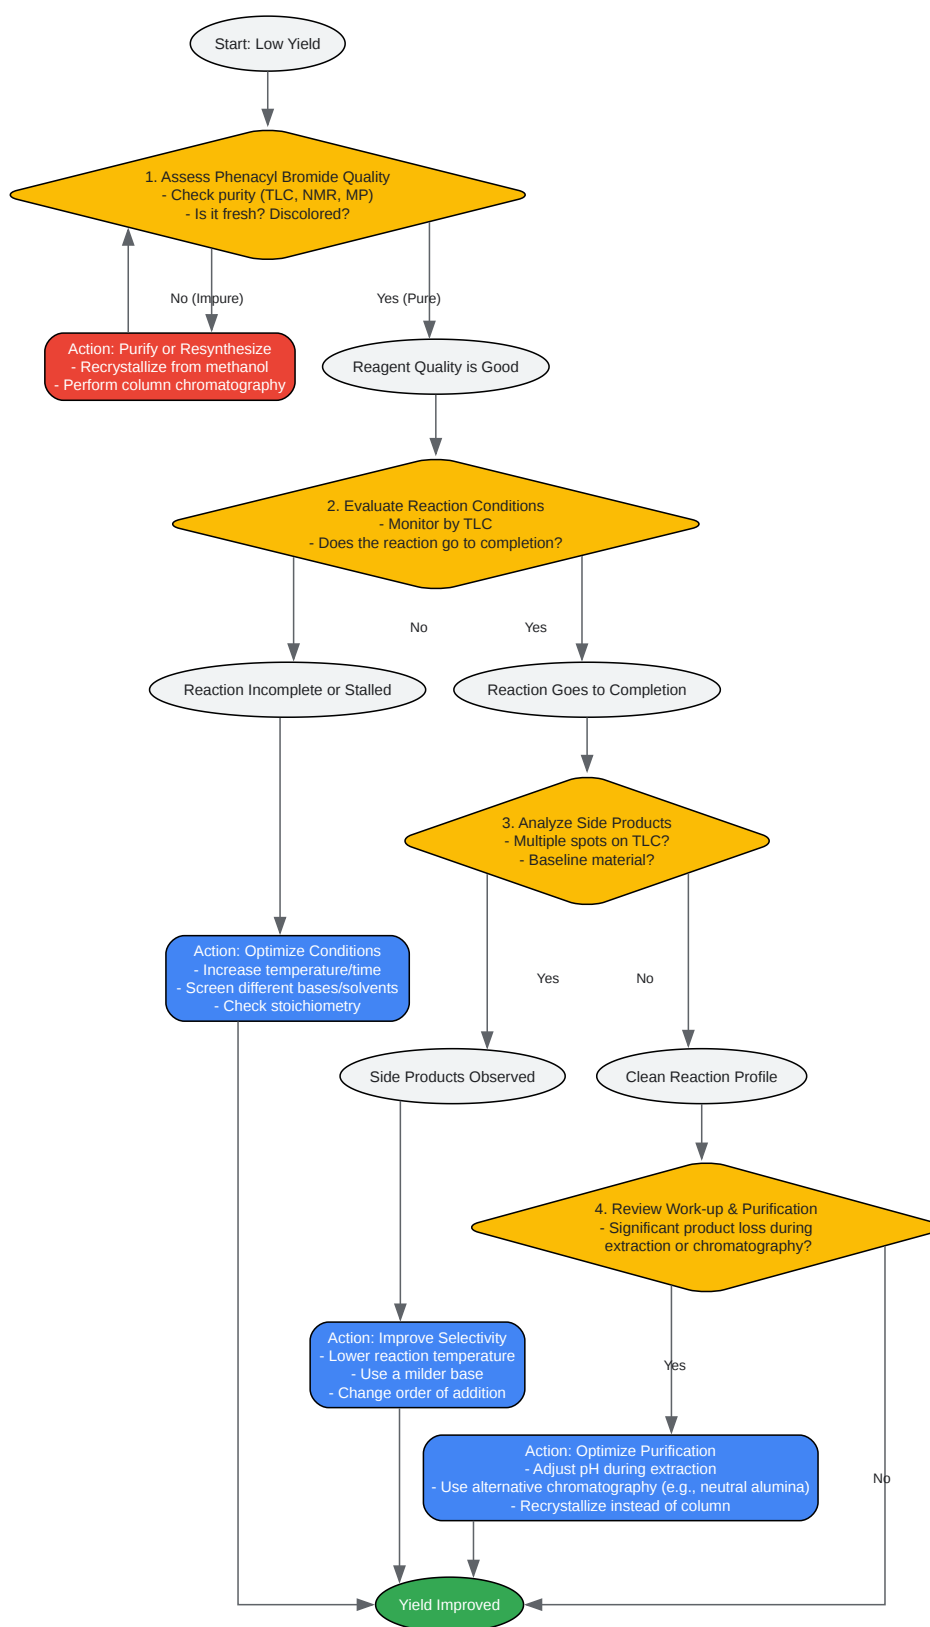 Start: Low Yield
1. Assess Phenacyl Bromide Quality
- Check purity (TLC, NMR, MP)
- Is it fresh? Discolored?
No (Impure)
Yes (Pure)
Action: Purify or Resynthesize
- Recrystallize from methanol
- Perform column chromatography
Reagent Quality is Good
2. Evaluate Reaction Conditions
- Monitor by TLC
- Does the reaction go to completion?
No
Yes
Reaction Incomplete or Stalled
Reaction Goes to Completion
3. Analyze Side Products
- Multiple spots on TLC?
- Baseline material?
Action: Optimize Conditions
- Increase temperature/time
- Screen different bases/solvents
- Check stoichiometry
Yes
No
Side Products Observed
Clean Reaction Profile
4. Review Work-up & Purification
- Significant product loss during
extraction or chromatography?
Action: Improve Selectivity
- Lower reaction temperature
- Use a milder base
- Change order of addition
Yes
Action: Optimize Purification
- Adjust pH during extraction
- Use alternative chromatography (e.g., neutral alumina)
- Recrystallize instead of column
No
Yield Improved